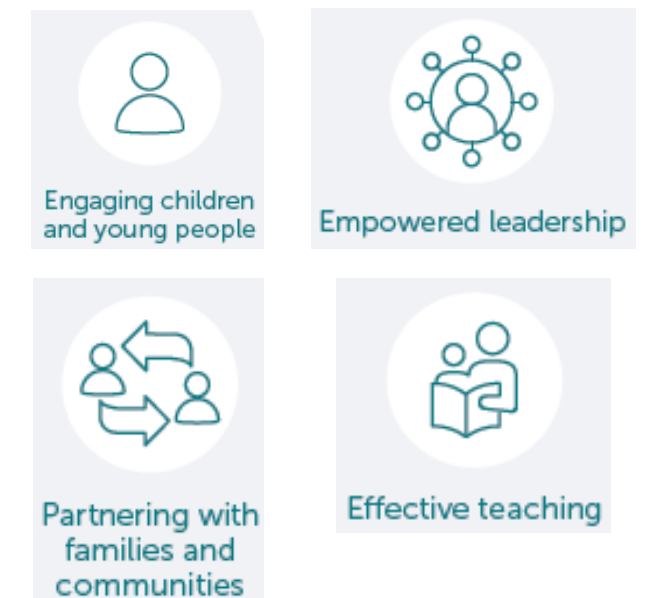 Engaging children
and young people
Empowered leadership
Partnering with
families and
communities
Effective teaching